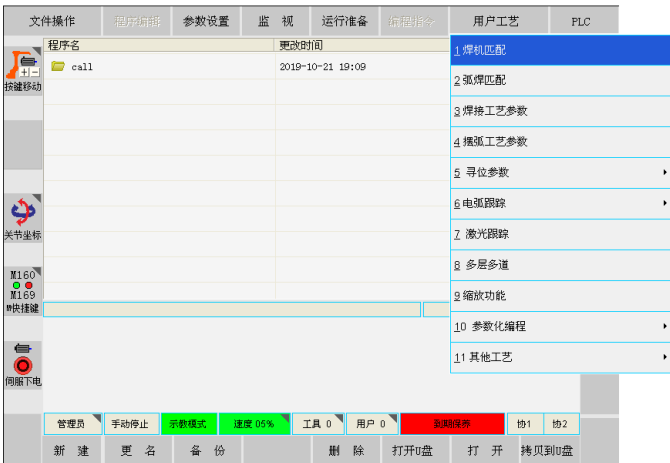 文件操作 程序编辑 参数设置 监 视 运行准备 编程指令 用户工艺 PLC
程序名 更改时间
call 2019-10-21 19:09
按键移动
关节坐标
M160
M169
M快捷键
伺服下电
1 焊机匹配
2 弧焊匹配
3 焊接工艺参数
4 摆弧工艺参数
5 寻位参数
6 电弧跟踪
7 激光跟踪
8 多层多道
9 缩放功能
10 参数化编程
11 其他工艺
管理员 手动停止 示教模式 速度 05% 工具 0 用户 0 到期保养 协1 协2
新 建 更 名 备 份 删 除 打开U盘 打 开 拷贝到U盘